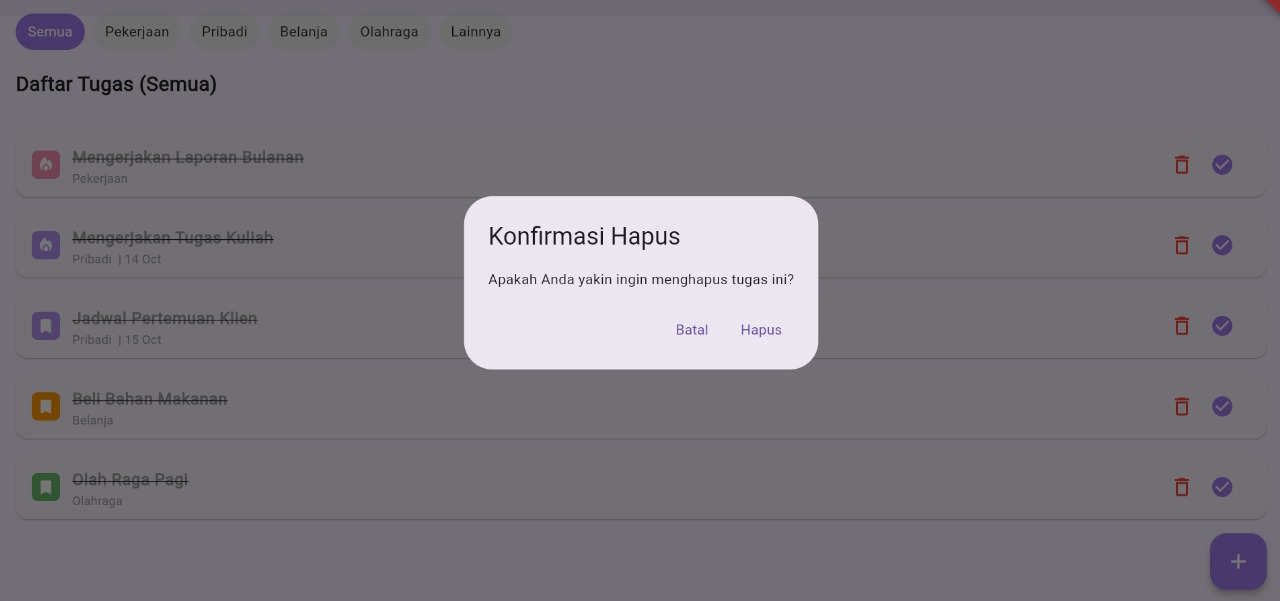 Semua Pekerjaan Pribadi Belanja Olahraga Lainnya
Daftar Tugas (Semua)
Mengerjakan Laporan Bulanan
Pekerjaan
Mengerjakan Tugas Kuliah
Pribadi | 14 Oct
Jadwal Pertemuan Klien
Pribadi | 15 Oct
Beli Bahan Makanan
Belanja
Olah Raga Pagi
Olahraga
Konfirmasi Hapus
Apakah Anda yakin ingin menghapus tugas ini?
Batal Hapus